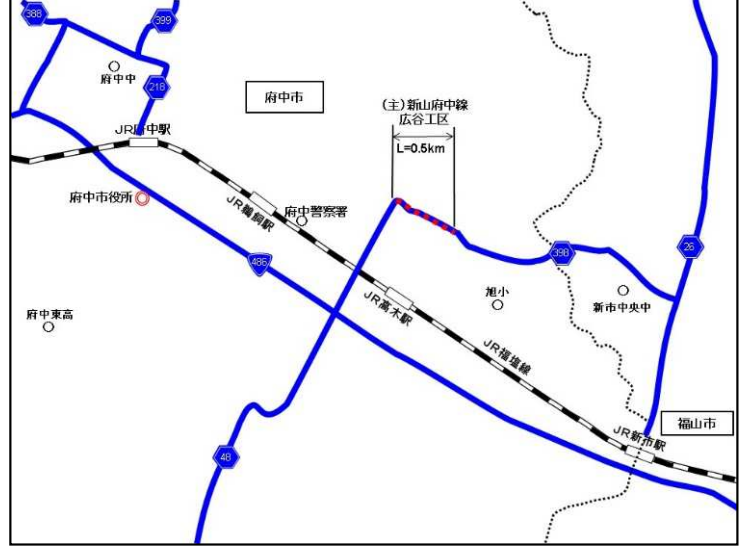 388
399
府中中
218
府中市
(主)新山府中線
広谷工区
L=0.5km
JR府中駅
府中市役所
JR鵜飼駅
府中警察署
486
398
26
旭小
新市中央中
JR高木駅
府中東高
JR福塩線
福山市
JR新市駅
48